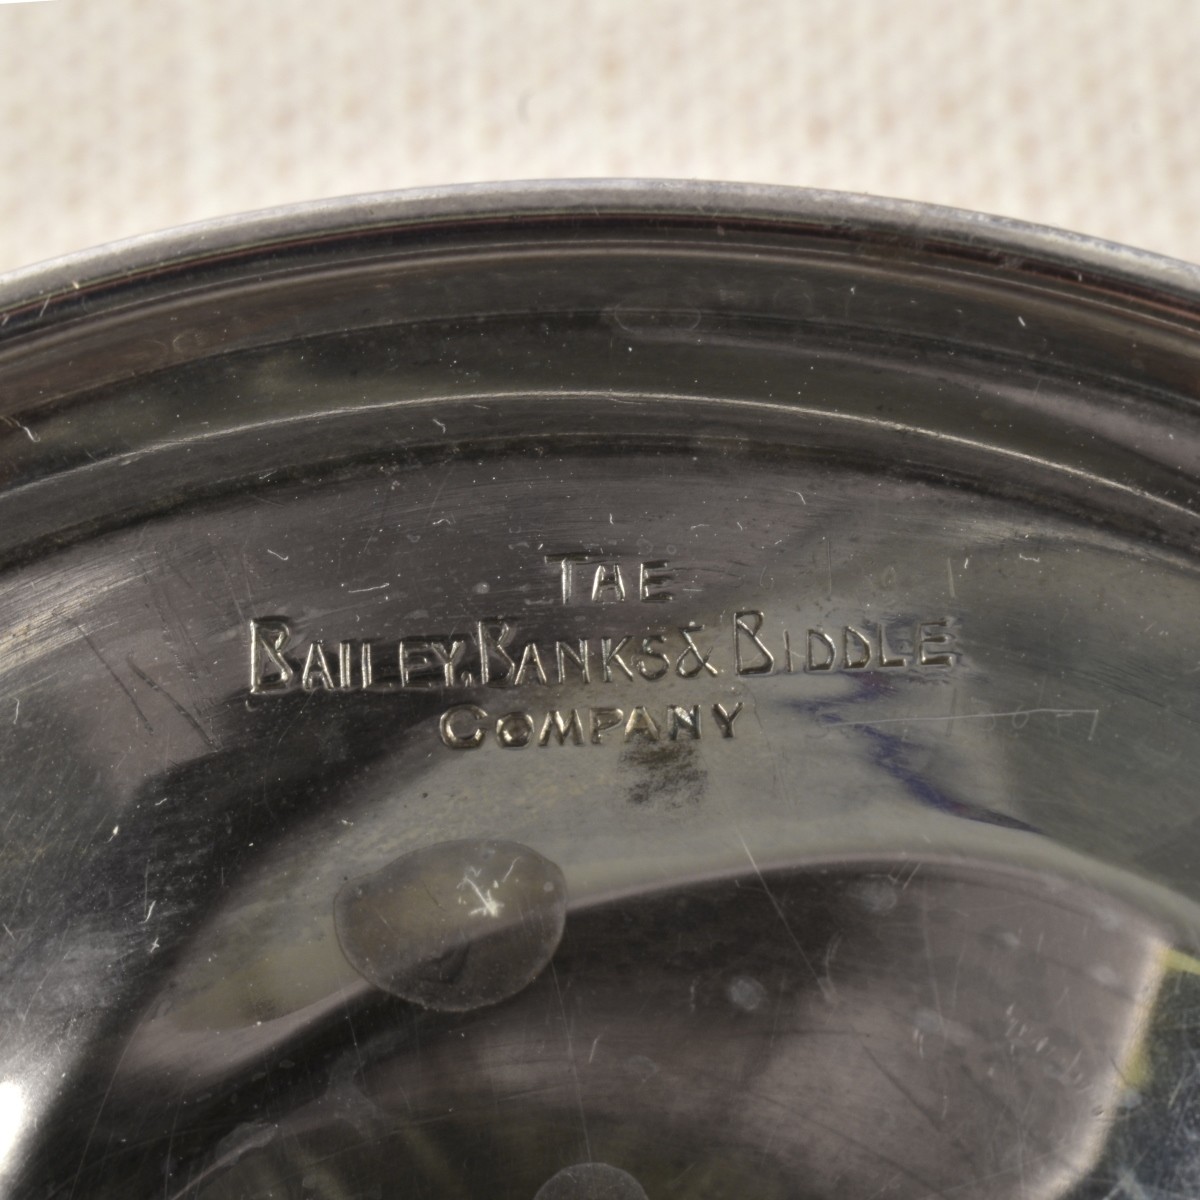 THE
BAILEY, BANKS & BIDDLE
COMPANY